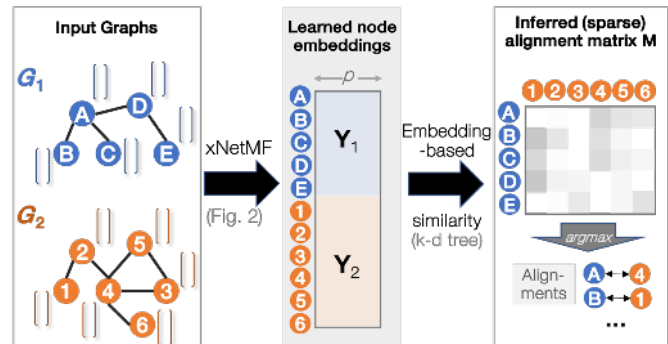 Input Graphs
G1
A
D
B
C
E
G2
2
5
1
4
3
6
xNetMF
(Fig. 2)
Learned node
embeddings
p
A
B
C
D
E
1
2
3
4
5
6
Y1
Y2
Embedding
-based
similarity
(k-d tree)
Inferred (sparse)
alignment matrix M
1 2 3 4 5 6
A
B
C
D
E
argmax
Align-
ments
A 4
B 1
...